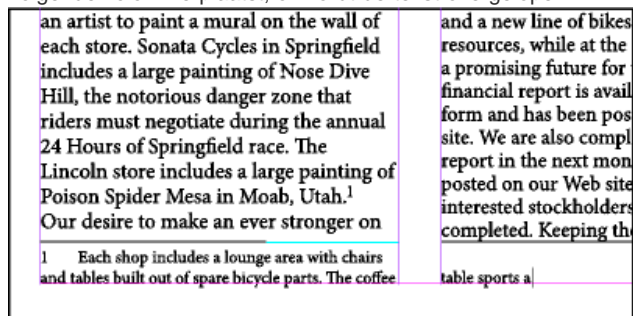 an artist to paint a mural on the wall of
each store. Sonata Cycles in Springfield
includes a large painting of Nose Dive
Hill, the notorious danger zone that
riders must negotiate during the annual
24 Hours of Springfield race. The
Lincoln store includes a large painting of
Poison Spider Mesa in Moab, Utah.¹
Our desire to make an ever stronger on
1 Each shop includes a lounge area with chairs
and tables built out of spare bicycle parts. The coffee
and a new line of bikes
resources, while at the
a promising future for
financial report is avail
form and has been pos
site. We are also compl
report in the next mon
posted on our Web site
interested stockholders
completed. Keeping the
table sports a